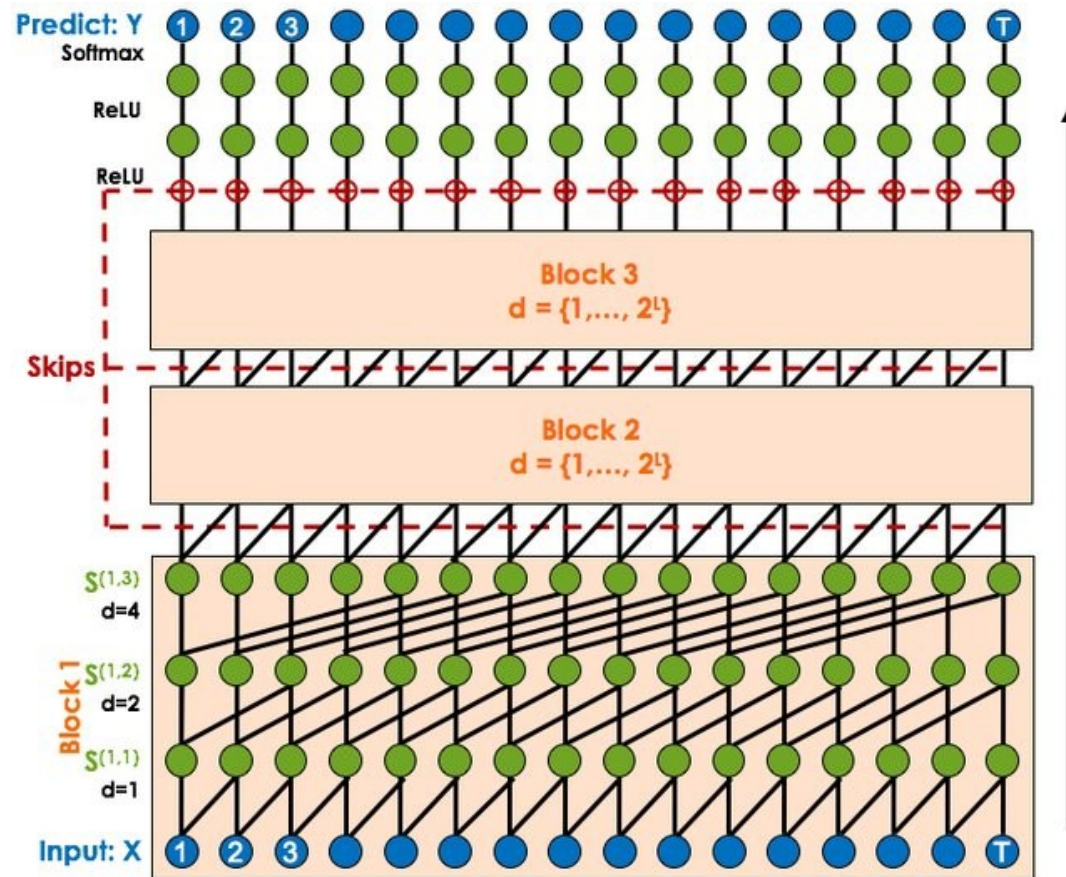 Predict: Y 1 2 3 T
Softmax
ReLU
ReLU
Block 3
d = {1,..., 2ᴸ}
Skips
Block 2
d = {1,..., 2ᴸ}
S(1,3)
d=4
Block 1
S(1,2)
d=2
S(1,1)
d=1
Input: X 1 2 3 T